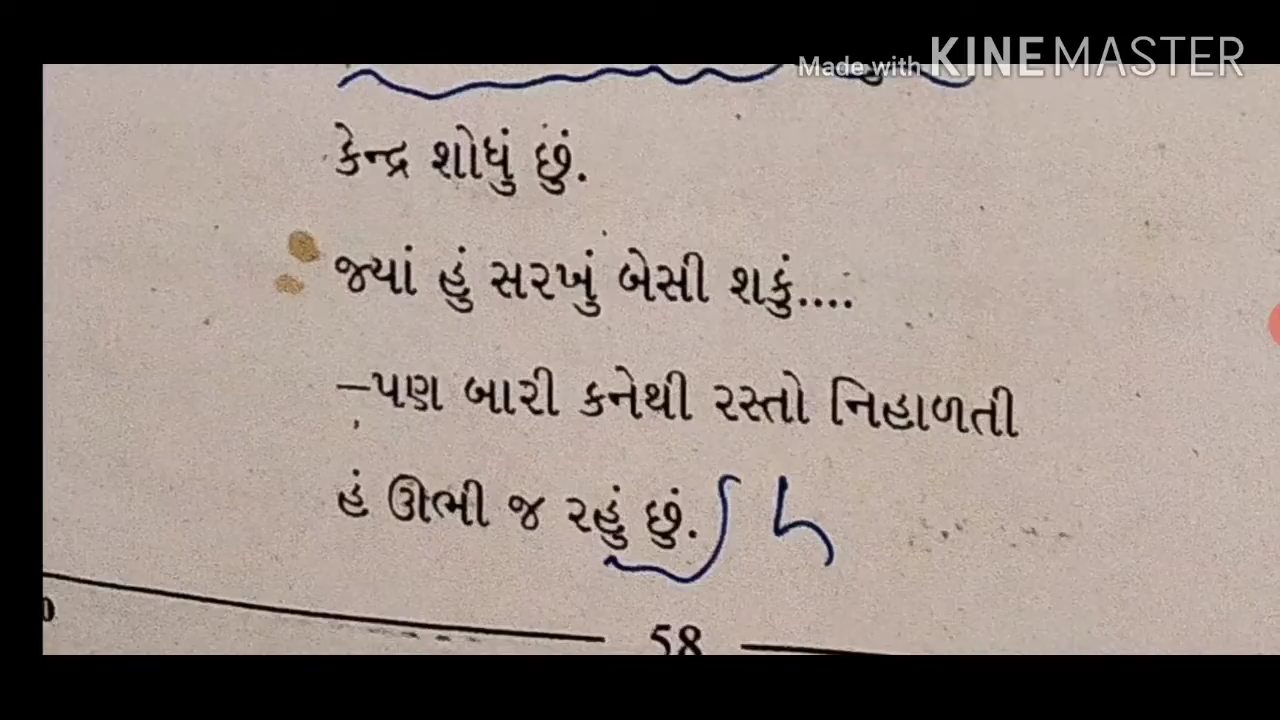 Made with KINEMASTER
કેન્દ્ર શોધું છું.
જ્યાં હું સરખું બેસી શકું....
–પણ બારી કનેથી રસ્તો નિહાળતી
હં ઊભી જ રહું છું.
58